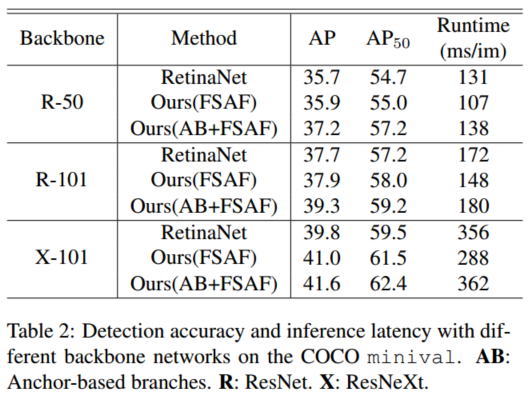 Backbone Method AP AP50 Runtime (ms/im)
R-50 RetinaNet 35.7 54.7 131
Ours(FSAF) 35.9 55.0 107
Ours(AB+FSAF) 37.2 57.2 138
R-101 RetinaNet 37.7 57.2 172
Ours(FSAF) 37.9 58.0 148
Ours(AB+FSAF) 39.3 59.2 180
X-101 RetinaNet 39.8 59.5 356
Ours(FSAF) 41.0 61.5 288
Ours(AB+FSAF) 41.6 62.4 362
Table 2: Detection accuracy and inference latency with dif-
ferent backbone networks on the COCO minival. AB:
Anchor-based branches. R: ResNet. X: ResNeXt.